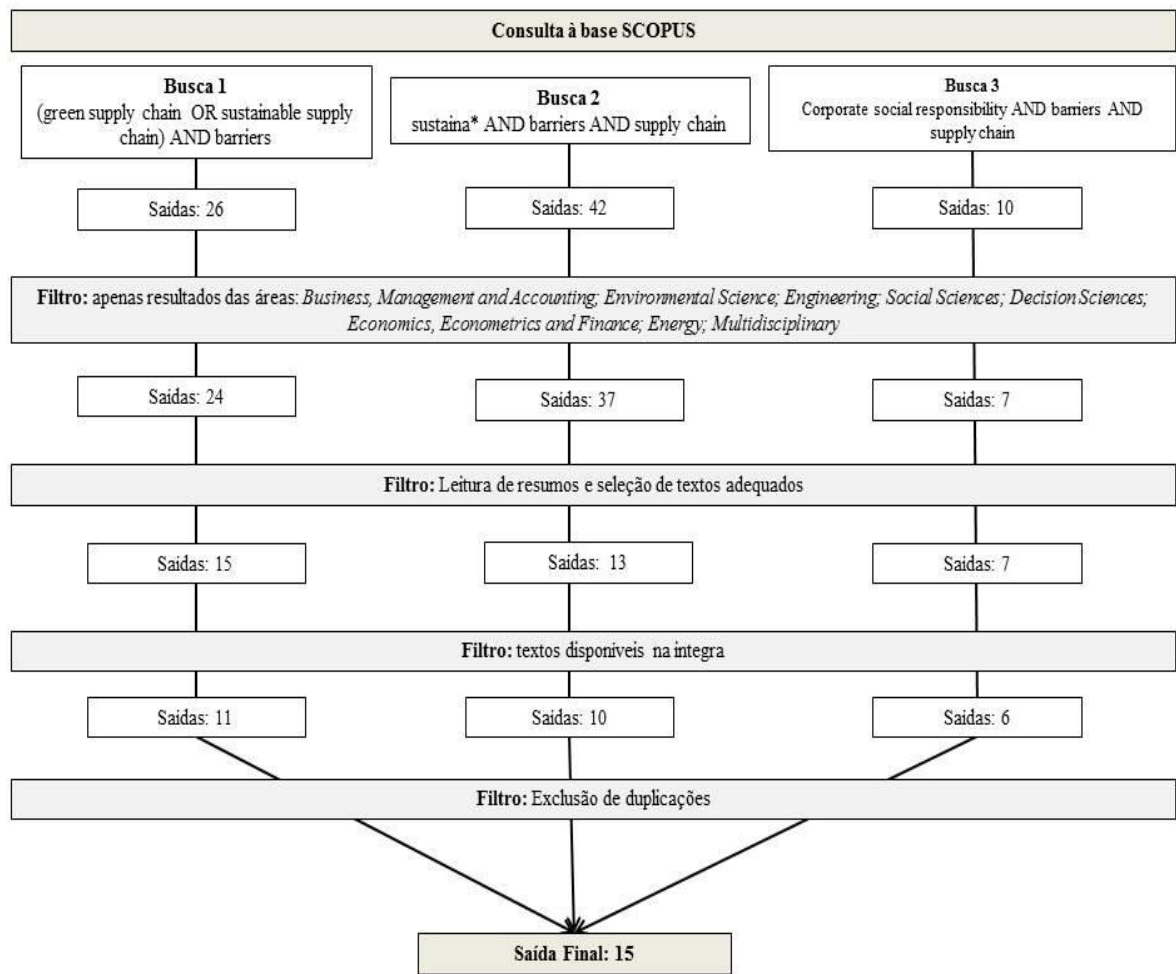 Consulta à base SCOPUS
Busca 1
(green supply chain OR sustainable supply
chain) AND barriers
Busca 2
sustaina* AND barriers AND supply chain
Busca 3
Corporate social responsibility AND barriers AND
supply chain
Saidas: 26
Saidas: 42
Saidas: 10
Filtro: apenas resultados das áreas: Business, Management and Accounting; Environmental Science; Engineering; Social Sciences; Decision Sciences;
Economics, Econometrics and Finance; Energy; Multidisciplinary
Saidas: 24
Saidas: 37
Saidas: 7
Filtro: Leitura de resumos e seleção de textos adequados
Saidas: 15
Saidas: 13
Saidas: 7
Filtro: textos disponiveis na integra
Saidas: 11
Saidas: 10
Saidas: 6
Filtro: Exclusão de duplicações
Saída Final: 15